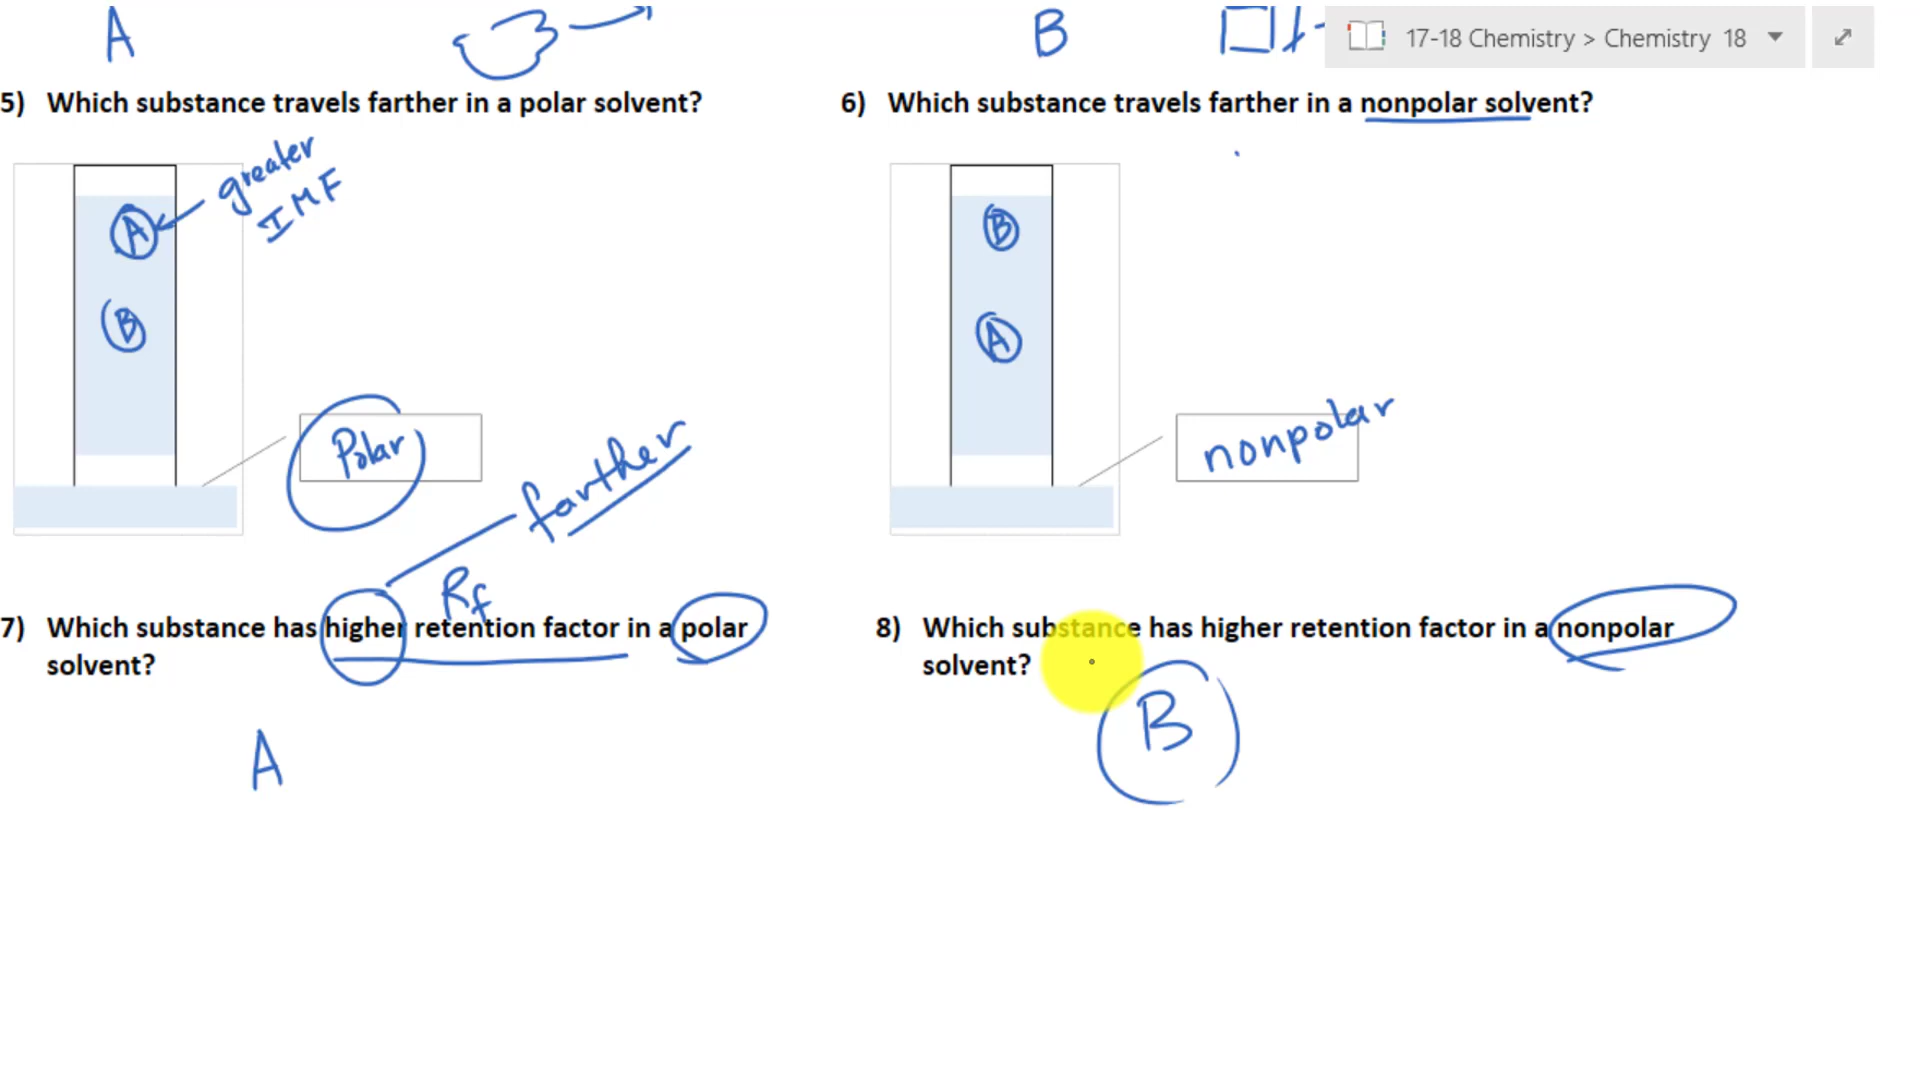 A
B
17-18 Chemistry > Chemistry 18
5) Which substance travels farther in a polar solvent?
greater
IMF
A
B
Polar
farther
6) Which substance travels farther in a nonpolar solvent?
B
A
nonpolar
Rf
7) Which substance has higher retention factor in a polar
solvent?
A
8) Which substance has higher retention factor in a nonpolar
solvent?
B